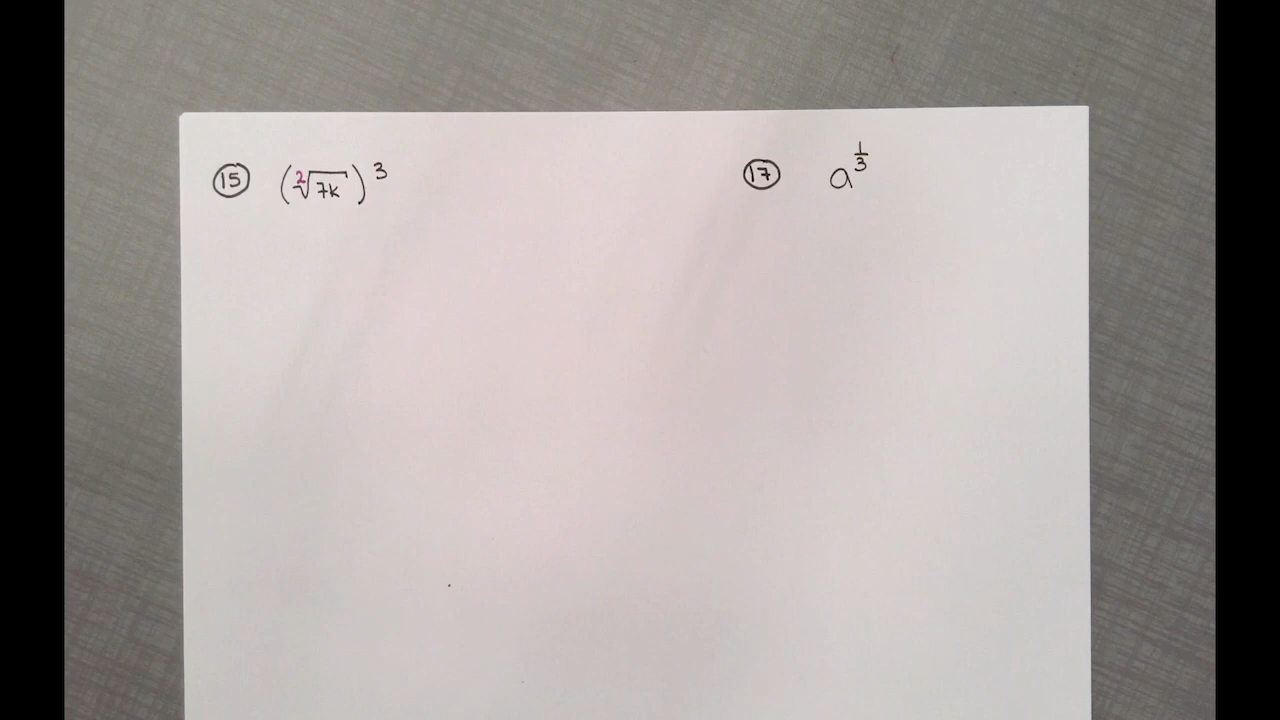 ⑮ (²√7k)³
⑰ a^(1/3)